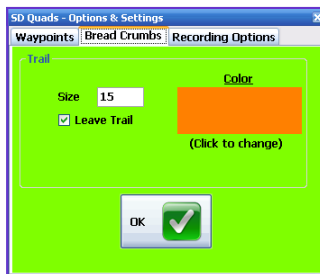 SD Quads - Options & Settings
Waypoints Bread Crumbs Recording Options
Trail
Color
Size 15
Leave Trail
(Click to change)
OK